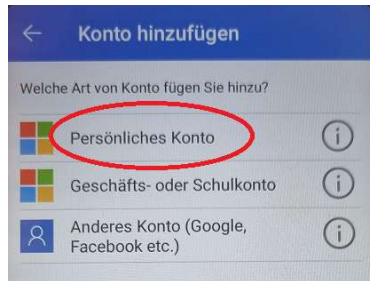 Konto hinzufügen
Welche Art von Konto fügen Sie hinzu?
Persönliches Konto
Geschäfts- oder Schulkonto
Anderes Konto (Google,
Facebook etc.)